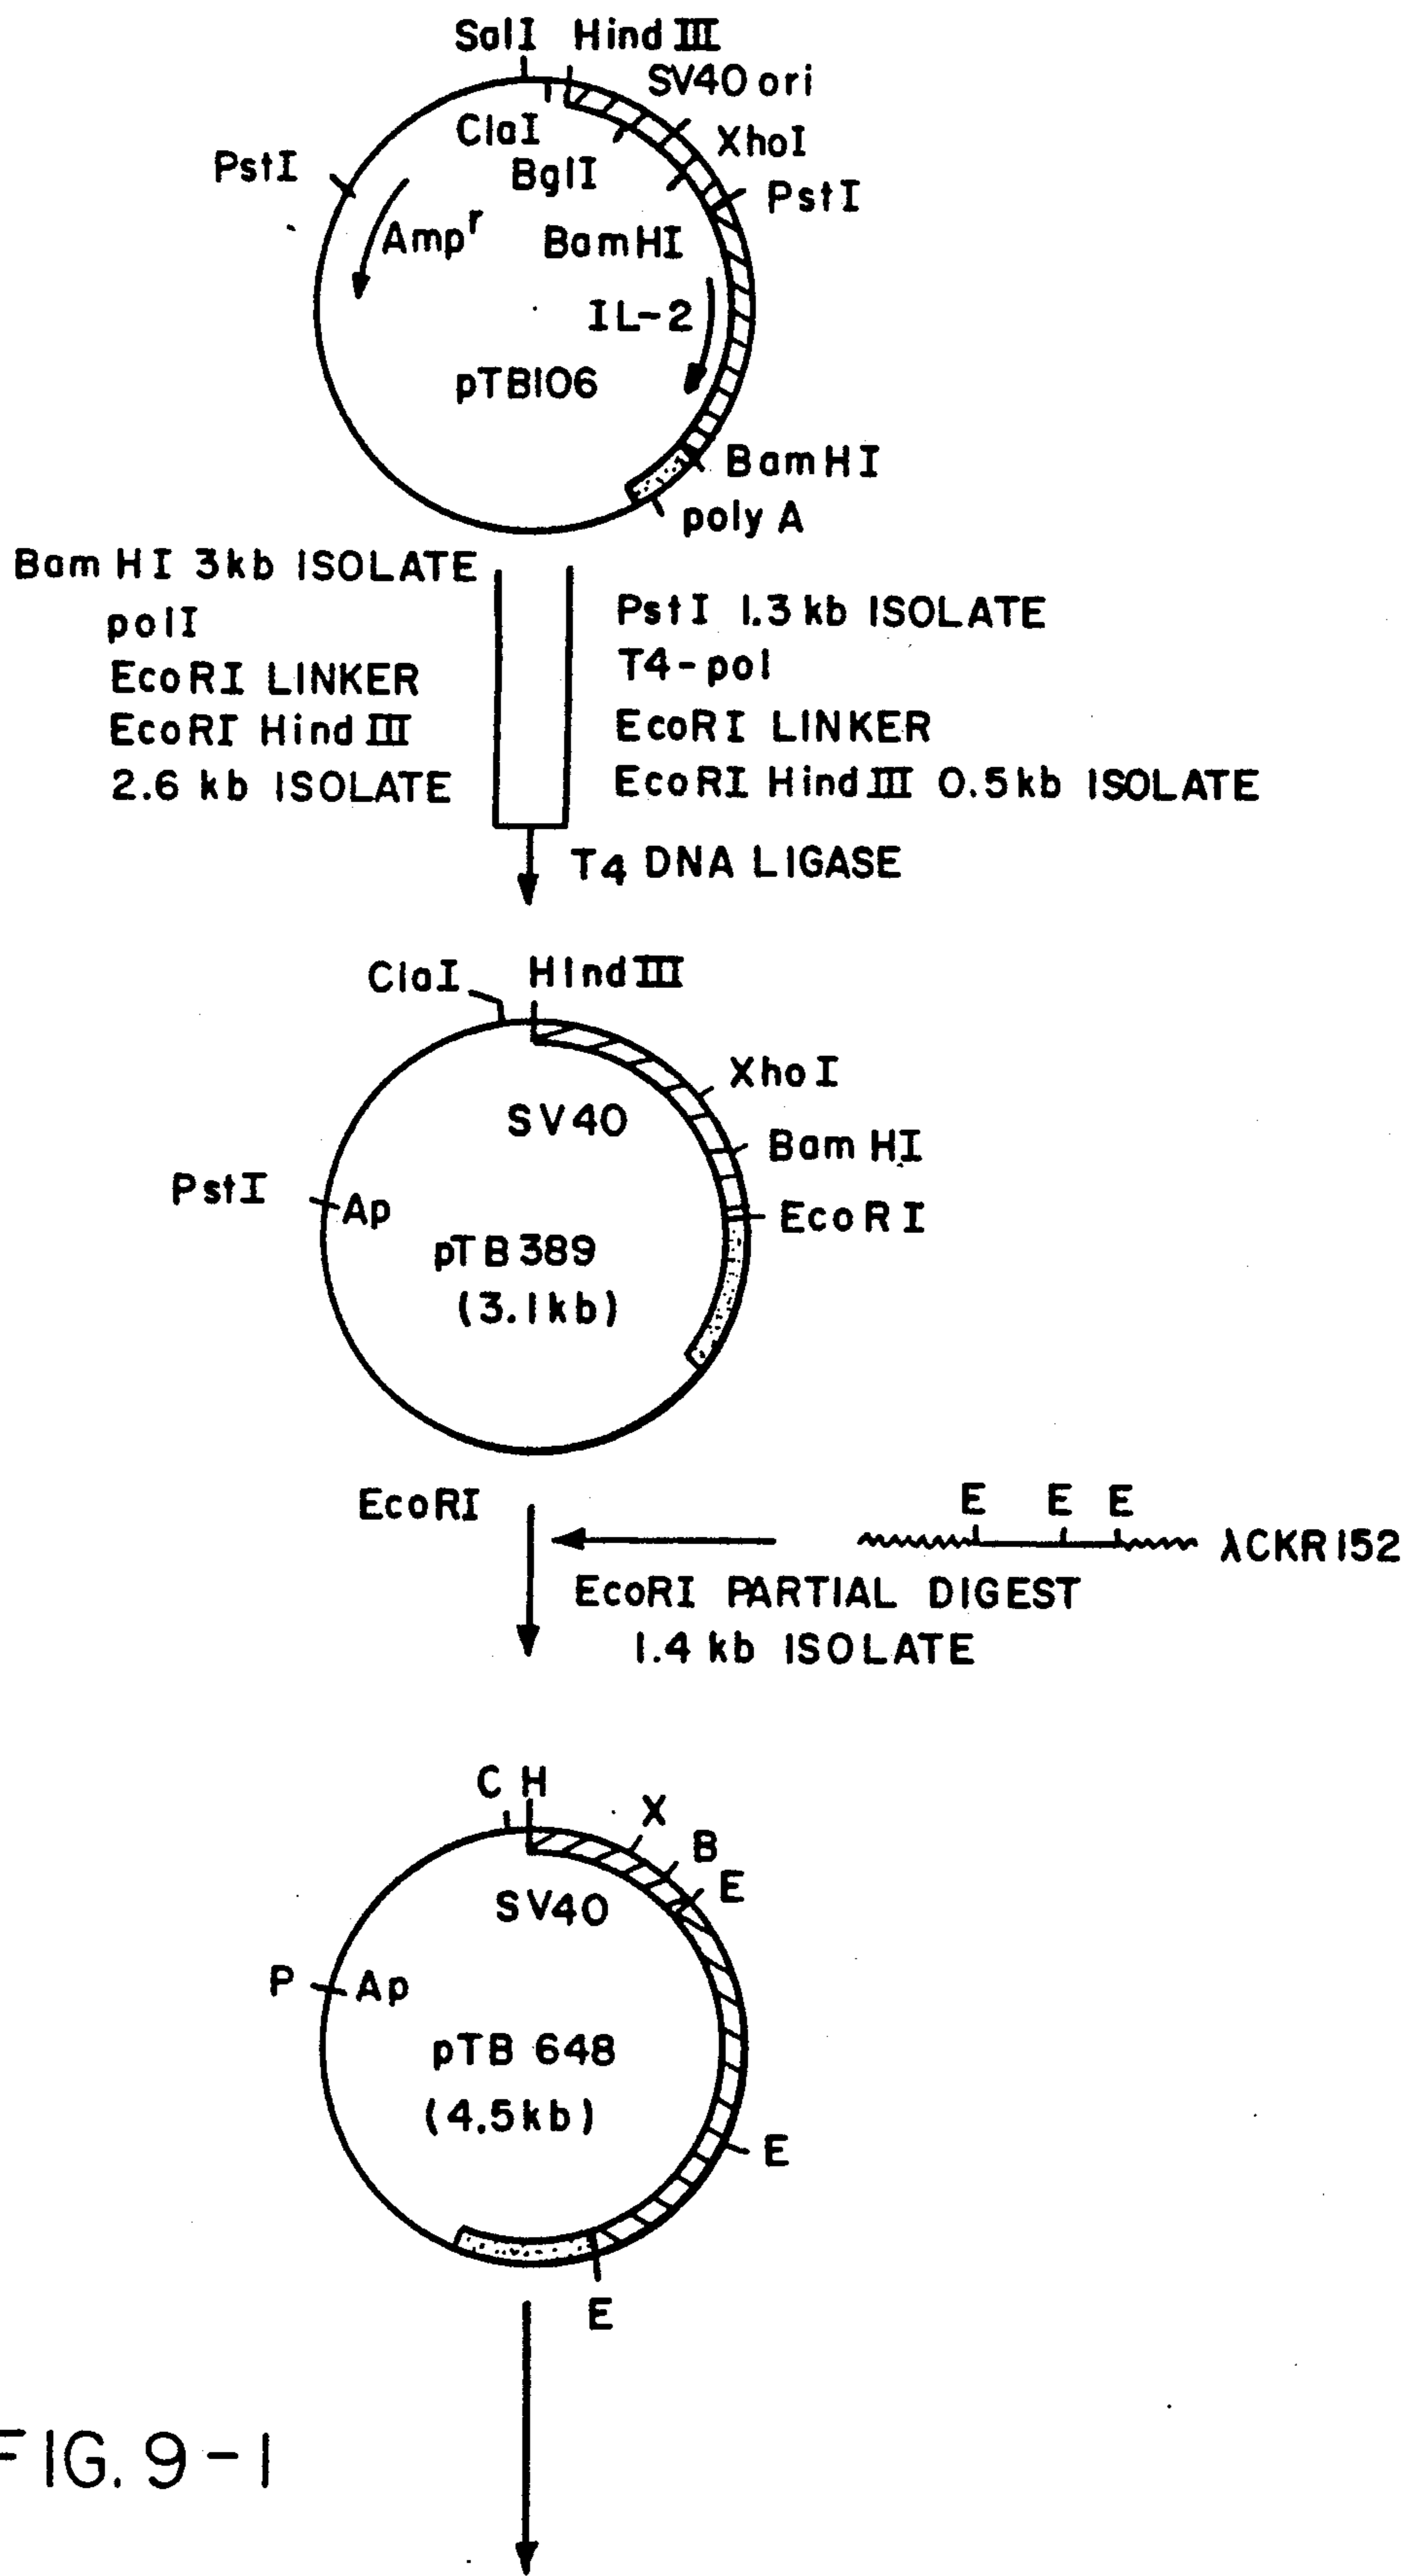 SalI HindIII
SV40 ori
ClaI
XhoI
BglI
PstI
PstI
Ampr
BamHI
IL-2
pTB106
BamHI
poly A
BamHI 3kb ISOLATE
polI
EcoRI LINKER
EcoRI HindIII
2.6 kb ISOLATE
PstI 1.3 kb ISOLATE
T4-pol
EcoRI LINKER
EcoRI HindIII 0.5kb ISOLATE
T4 DNA LIGASE
ClaI HindIII
XhoI
SV40
BamHI
PstI
Ap
EcoRI
pTB389
(3.1kb)
EcoRI
E E E
λCKR152
EcoRI PARTIAL DIGEST
1.4 kb ISOLATE
C H
X
B
E
SV40
P
Ap
pTB 648
(4.5kb)
E
E
FIG. 9-1